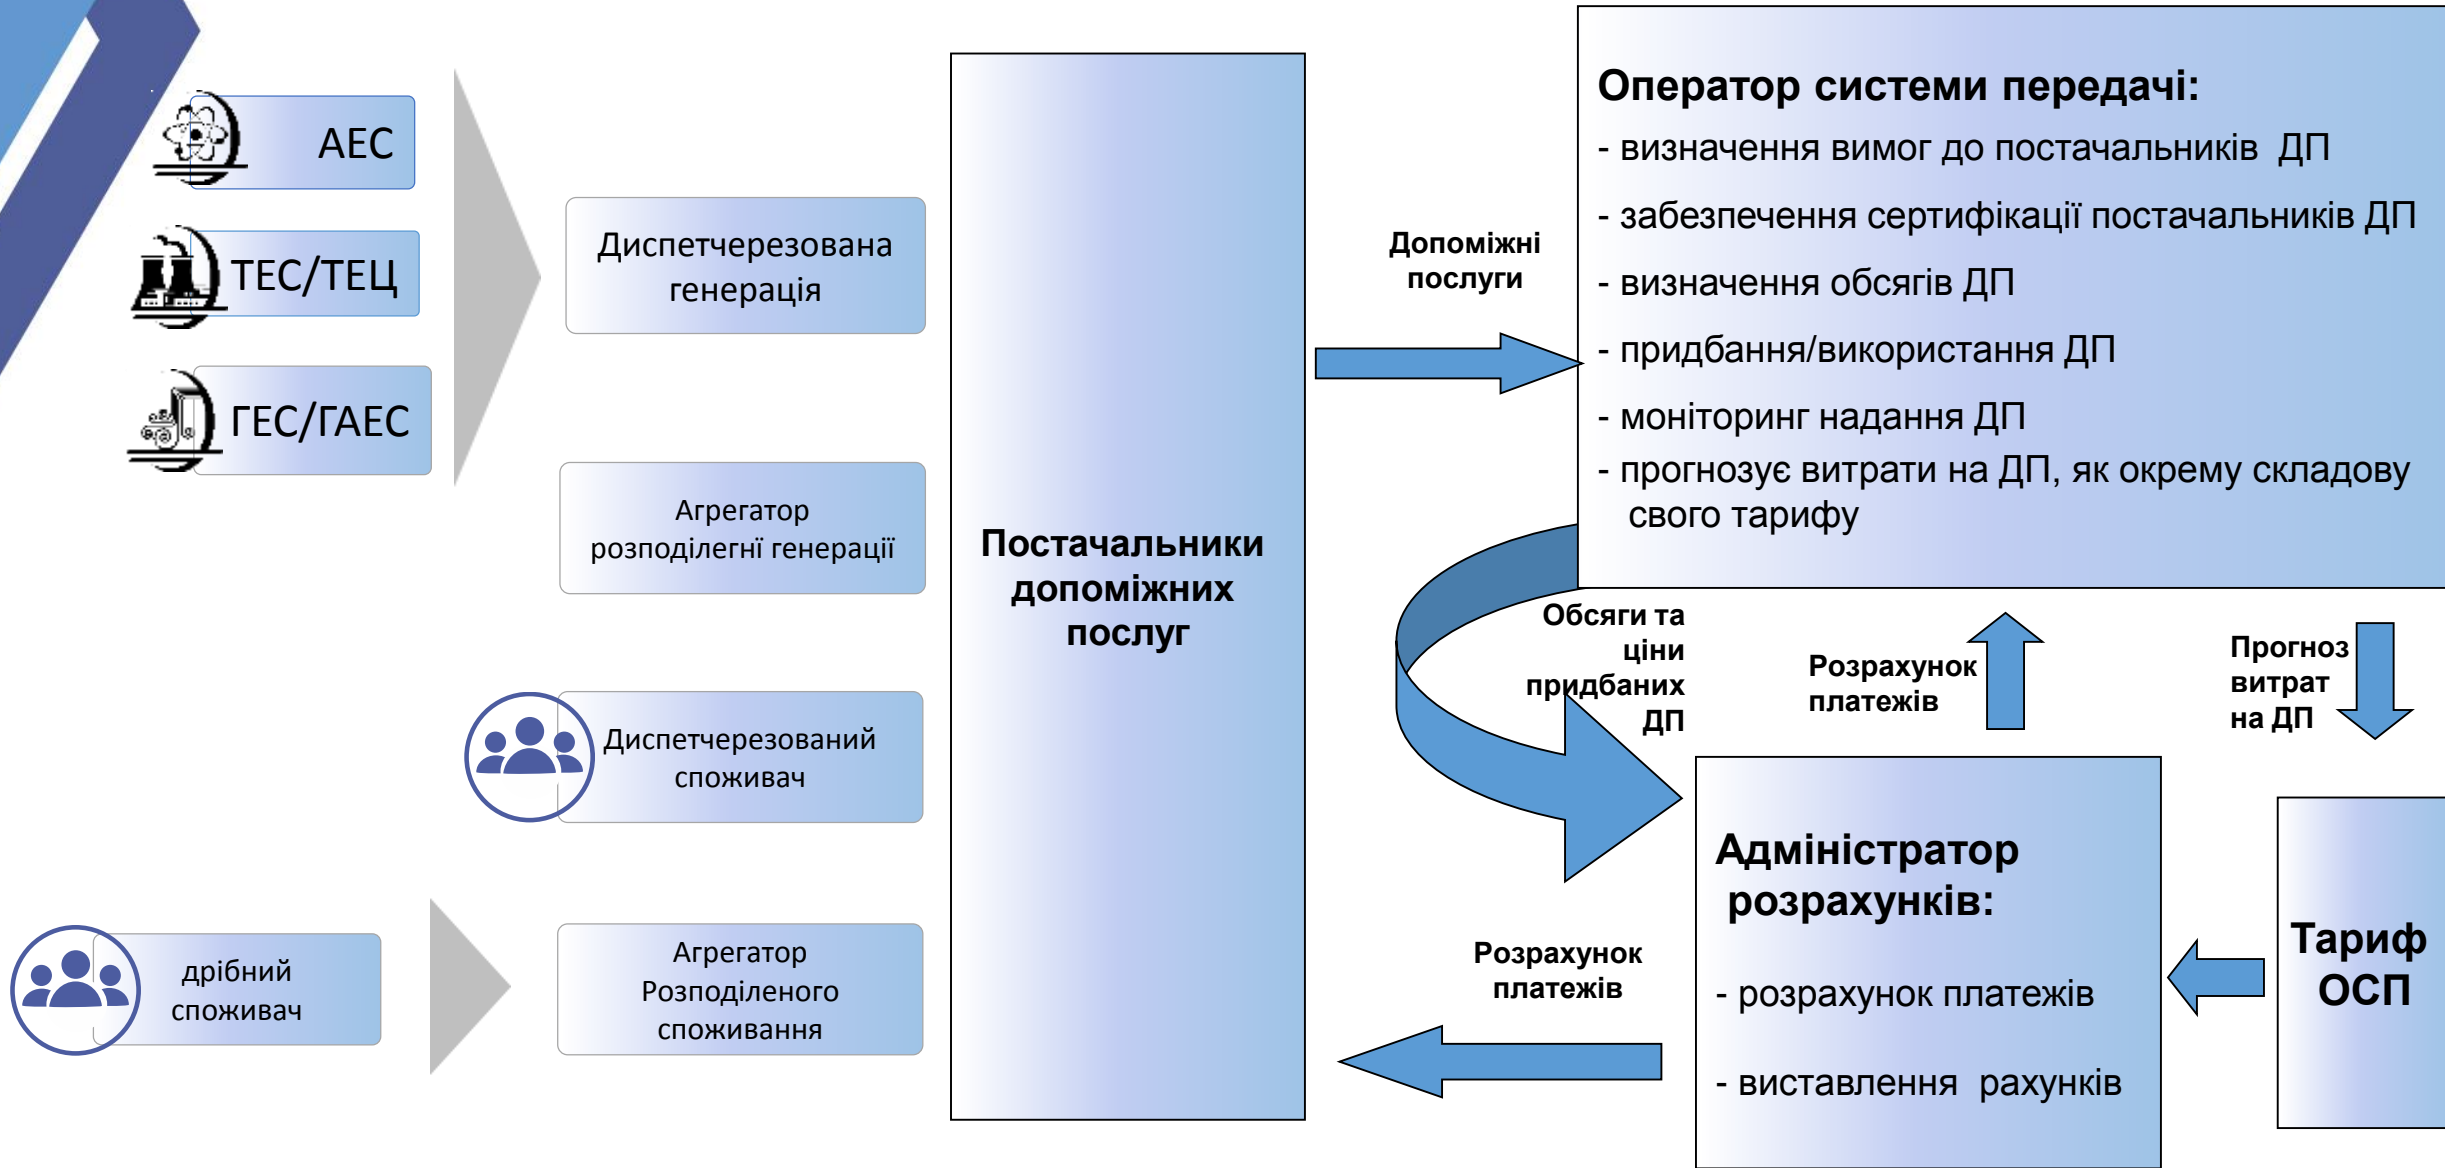 АЕС
ТЕС/ТЕЦ
ГЕС/ГАЕС
Диспетчерезована
генерація
Агрегатор
розподілегнї генерації
Диспетчерезований
споживач
дрібний
споживач
Агрегатор
Розподіленого
споживання
Постачальники
допоміжних
послуг
Допоміжні
послуги
Оператор системи передачі:
- визначення вимог до постачальників ДП
- забезпечення сертифікації постачальників ДП
- визначення обсягів ДП
- придбання/використання ДП
- моніторинг надання ДП
- прогнозує витрати на ДП, як окрему складову
свого тарифу
Обсяги та
ціни
придбаних
ДП
Розрахунок
платежів
Прогноз
витрат
на ДП
Розрахунок
платежів
Адміністратор
розрахунків:
- розрахунок платежів
- виставлення рахунків
Тариф
ОСП